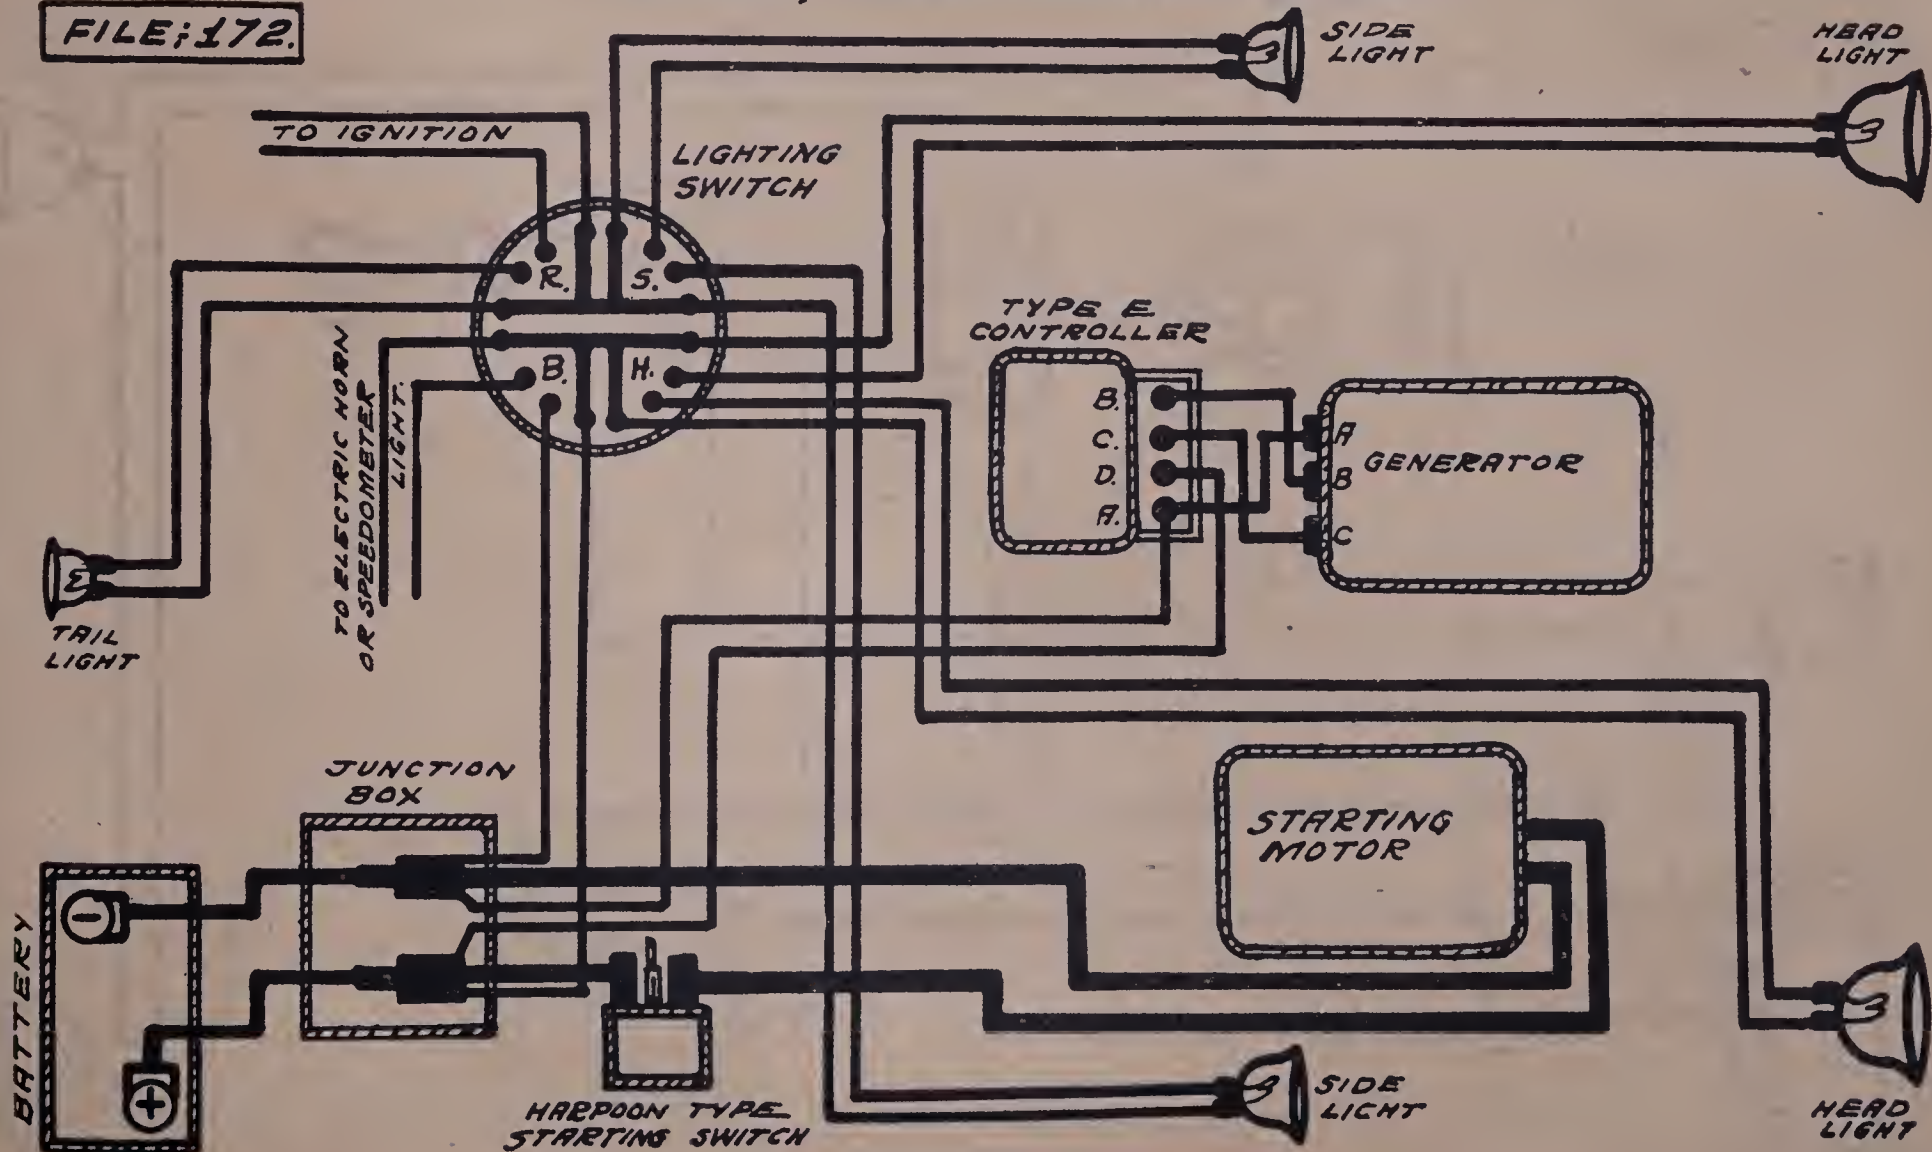 FILE; 172.
SIDE
LIGHT
HEAD
LIGHT
TO IGNITION
LIGHTING
SWITCH
R.
S.
B.
H.
TO ELECTRIC HORN
OR SPEEDOMETER
LIGHT.
TYPE E
CONTROLLER
B.
C.
D.
A.
A
B
C
GENERATOR
TAIL
LIGHT
JUNCTION
BOX
STARTING
MOTOR
BATTERY
-
+
HARPOON TYPE
STARTING SWITCH
SIDE
LIGHT
HEAD
LIGHT